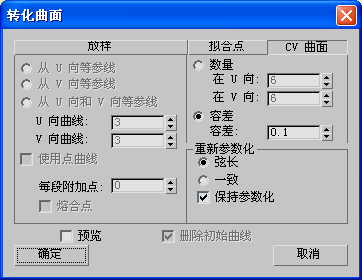 转化曲面
放样
拟合点
CV 曲面
从 U 向等参线
从 V 向等参线
从 U 向和 V 向等参线
U 向曲线: 3
V 向曲线: 3
使用点曲线
每段附加点: 0
熔合点
数量
在 U 向: 6
在 V 向: 6
容差
容差: 0.1
重新参数化
弦长
一致
保持参数化
预览
删除初始曲线
确定
取消